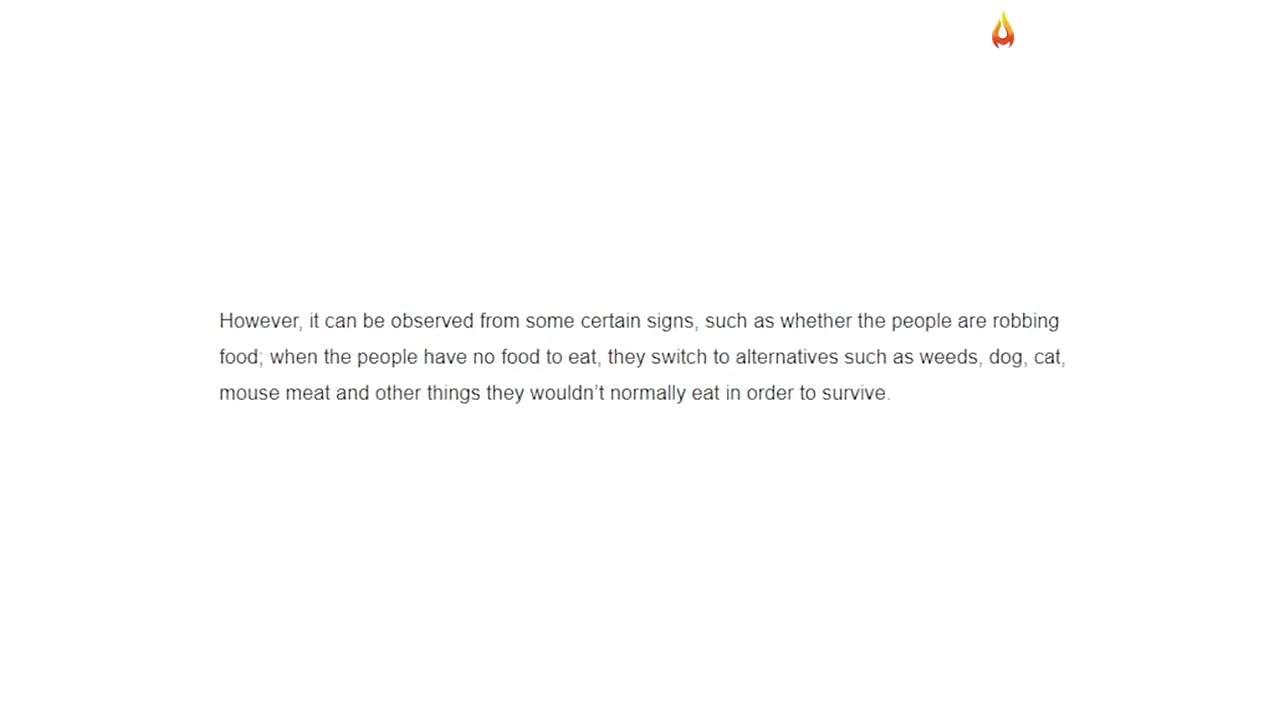 However, it can be observed from some certain signs, such as whether the people are robbing
food; when the people have no food to eat, they switch to alternatives such as weeds, dog, cat,
mouse meat and other things they wouldn’t normally eat in order to survive.